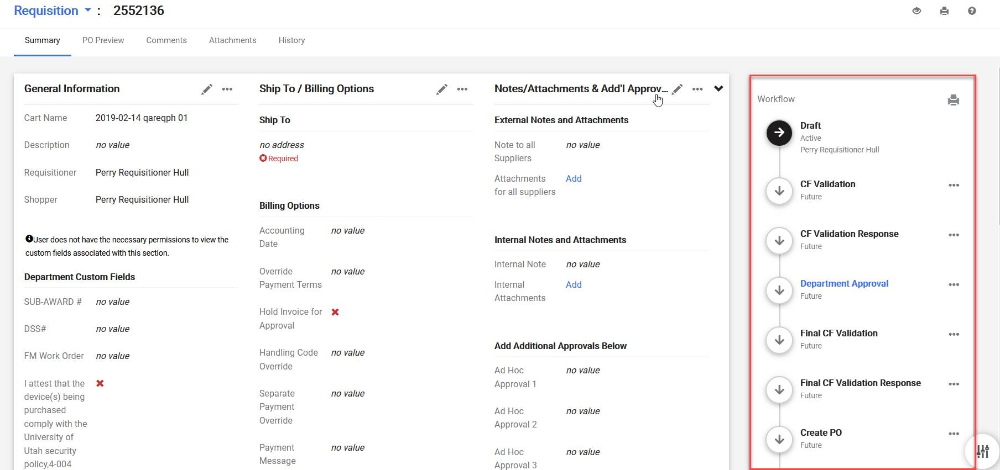 Requisition : 2552136
Summary PO Preview Comments Attachments History
General Information
Cart Name 2019-02-14 qareqph 01
Description no value
Requisitioner Perry Requisitioner Hull
Shopper Perry Requisitioner Hull
User does not have the necessary permissions to view the
custom fields associated with this section.
Department Custom Fields
SUB-AWARD # no value
DSS# no value
FM Work Order no value
I attest that the
device(s) being
purchased
comply with the
University of
Utah security
policy,4-004
Ship To / Billing Options
Ship To
no address
Required
Billing Options
Accounting
Date
no value
Override
Payment Terms
no value
Hold Invoice for
Approval
Handling Code
Override
no value
Separate
Payment
Override
no value
Payment
Message
no value
Notes/Attachments & Add'l Approv...
External Notes and Attachments
Note to all
Suppliers
no value
Attachments
for all suppliers
Add
Internal Notes and Attachments
Internal Note no value
Internal
Attachments
Add
Add Additional Approvals Below
Ad Hoc
Approval 1
no value
Ad Hoc
Approval 2
no value
Ad Hoc
Approval 3
no value
Workflow
Draft
Active
Perry Requisitioner Hull
CF Validation
Future
CF Validation Response
Future
Department Approval
Future
Final CF Validation
Future
Final CF Validation Response
Future
Create PO
Future